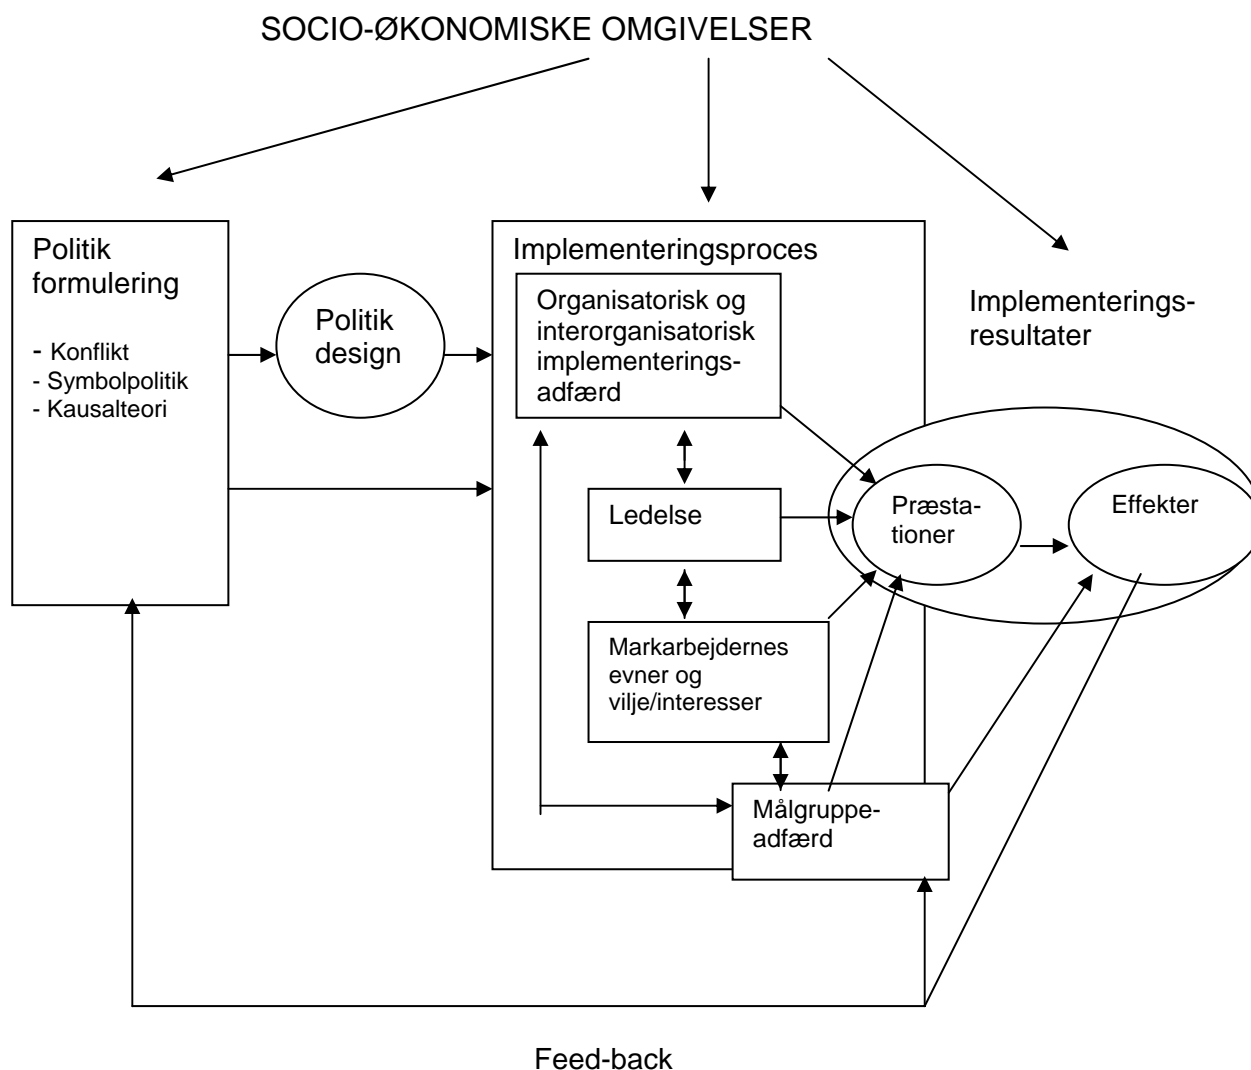 SOCIO-ØKONOMISKE OMGIVELSER
Politik
formulering
- Konflikt
- Symbolpolitik
- Kausalteori
Politik
design
Implementeringsproces
Organisatorisk og
interorganisatorisk
implementerings-
adfærd
Ledelse
Markarbejdernes
evner og
vilje/interesser
Målgruppe-
adfærd
Implementerings-
resultater
Præsta-
tioner
Effekter
Feed-back